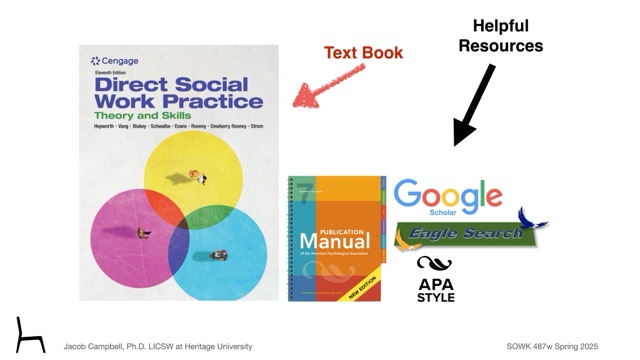 Helpful
Resources
Text Book
Cengage
Eleventh Edition
Direct Social
Work Practice
Theory and Skills
Hepworth • Vang • Blakey • Schwalbe • Evans • Rooney • Dewberry Rooney • Strom
7
PUBLICATION
Manual
of the American Psychological Association
NEW EDITION
Google
Scholar
Eagle Search
APA
STYLE
Jacob Campbell, Ph.D. LICSW at Heritage University
SOWK 487w Spring 2025